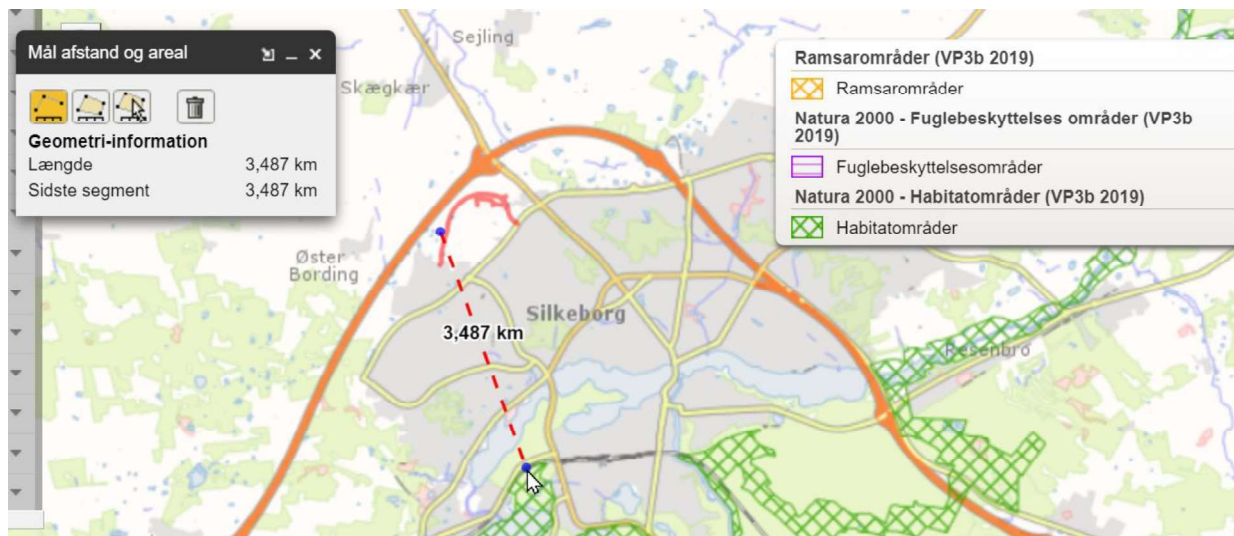 Mål afstand og areal
Geometri-information
Længde 3,487 km
Sidste segment 3,487 km
Sejling
Skægkær
Øster
Bording
Silkeborg
3,487 km
Resenbro
Ramsarområder (VP3b 2019)
Ramsarområder
Natura 2000 - Fuglebeskyttelses områder (VP3b
2019)
Fuglebeskyttelsesområder
Natura 2000 - Habitatområder (VP3b 2019)
Habitatområder